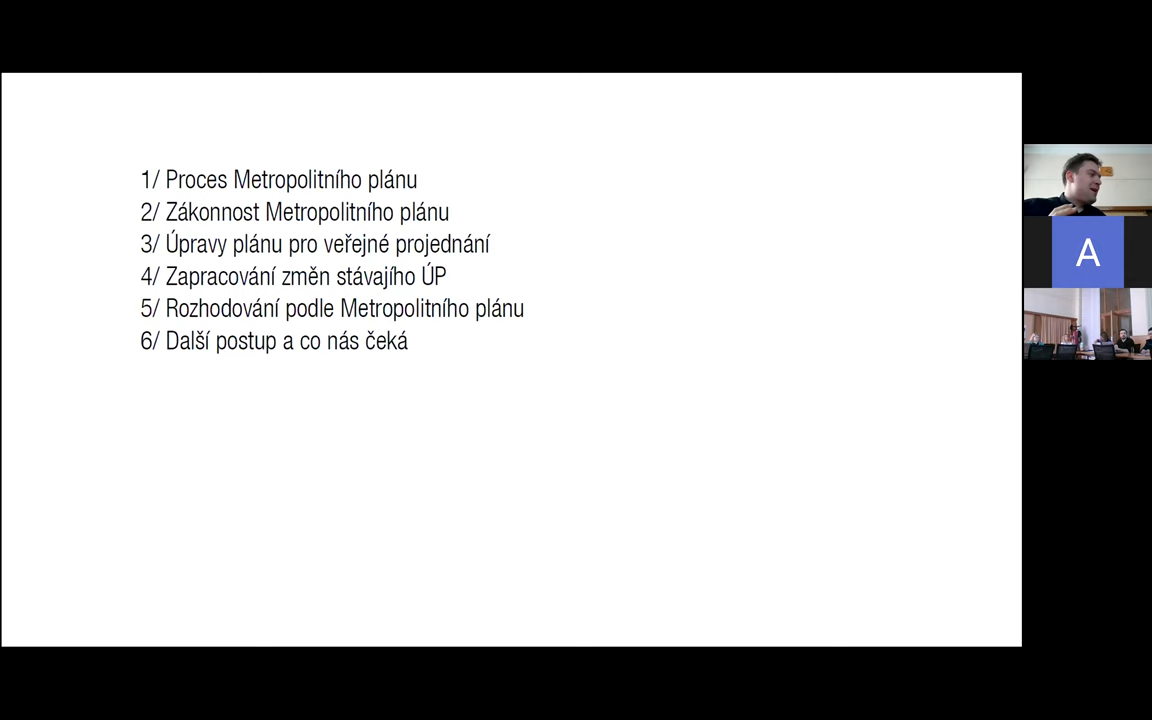 1/ Proces Metropolitního plánu
2/ Zákonnost Metropolitního plánu
3/ Úpravy plánu pro veřejné projednání
4/ Zapracování změn stávajího ÚP
5/ Rozhodování podle Metropolitního plánu
6/ Další postup a co nás čeká
A